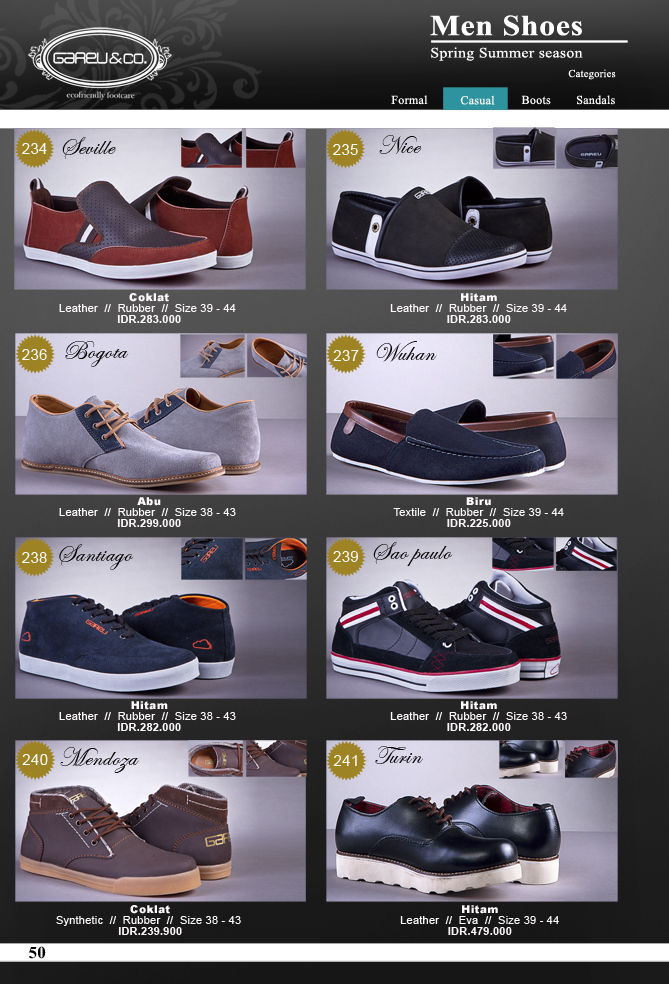 GAREU & CO.
ecofriendly footcare
Men Shoes
Spring Summer season
Categories
Formal Casual Boots Sandals
234 Seville
Coklat
Leather // Rubber // Size 39 - 44
IDR.283.000
235 Nice
GAREU
Hitam
Leather // Rubber // Size 39 - 44
IDR.283.000
236 Bogota
Abu
Leather // Rubber // Size 38 - 43
IDR.299.000
237 Wuhan
Biru
Textile // Rubber // Size 39 - 44
IDR.225.000
238 Santiago
GAREU
Hitam
Leather // Rubber // Size 38 - 43
IDR.282.000
239 Sao paulo
Hitam
Leather // Rubber // Size 38 - 43
IDR.282.000
240 Mendoza
Coklat
Synthetic // Rubber // Size 38 - 43
IDR.239.900
241 Turin
Hitam
Leather // Eva // Size 39 - 44
IDR.479.000
50